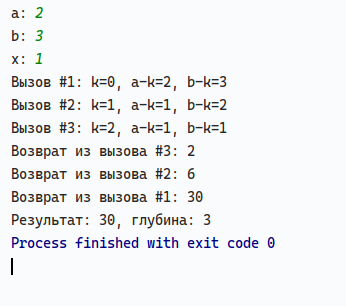 a: 2
b: 3
x: 1
Вызов #1: k=0, a-k=2, b-k=3
Вызов #2: k=1, a-k=1, b-k=2
Вызов #3: k=2, a-k=1, b-k=1
Возврат из вызова #3: 2
Возврат из вызова #2: 6
Возврат из вызова #1: 30
Результат: 30, глубина: 3
Process finished with exit code 0